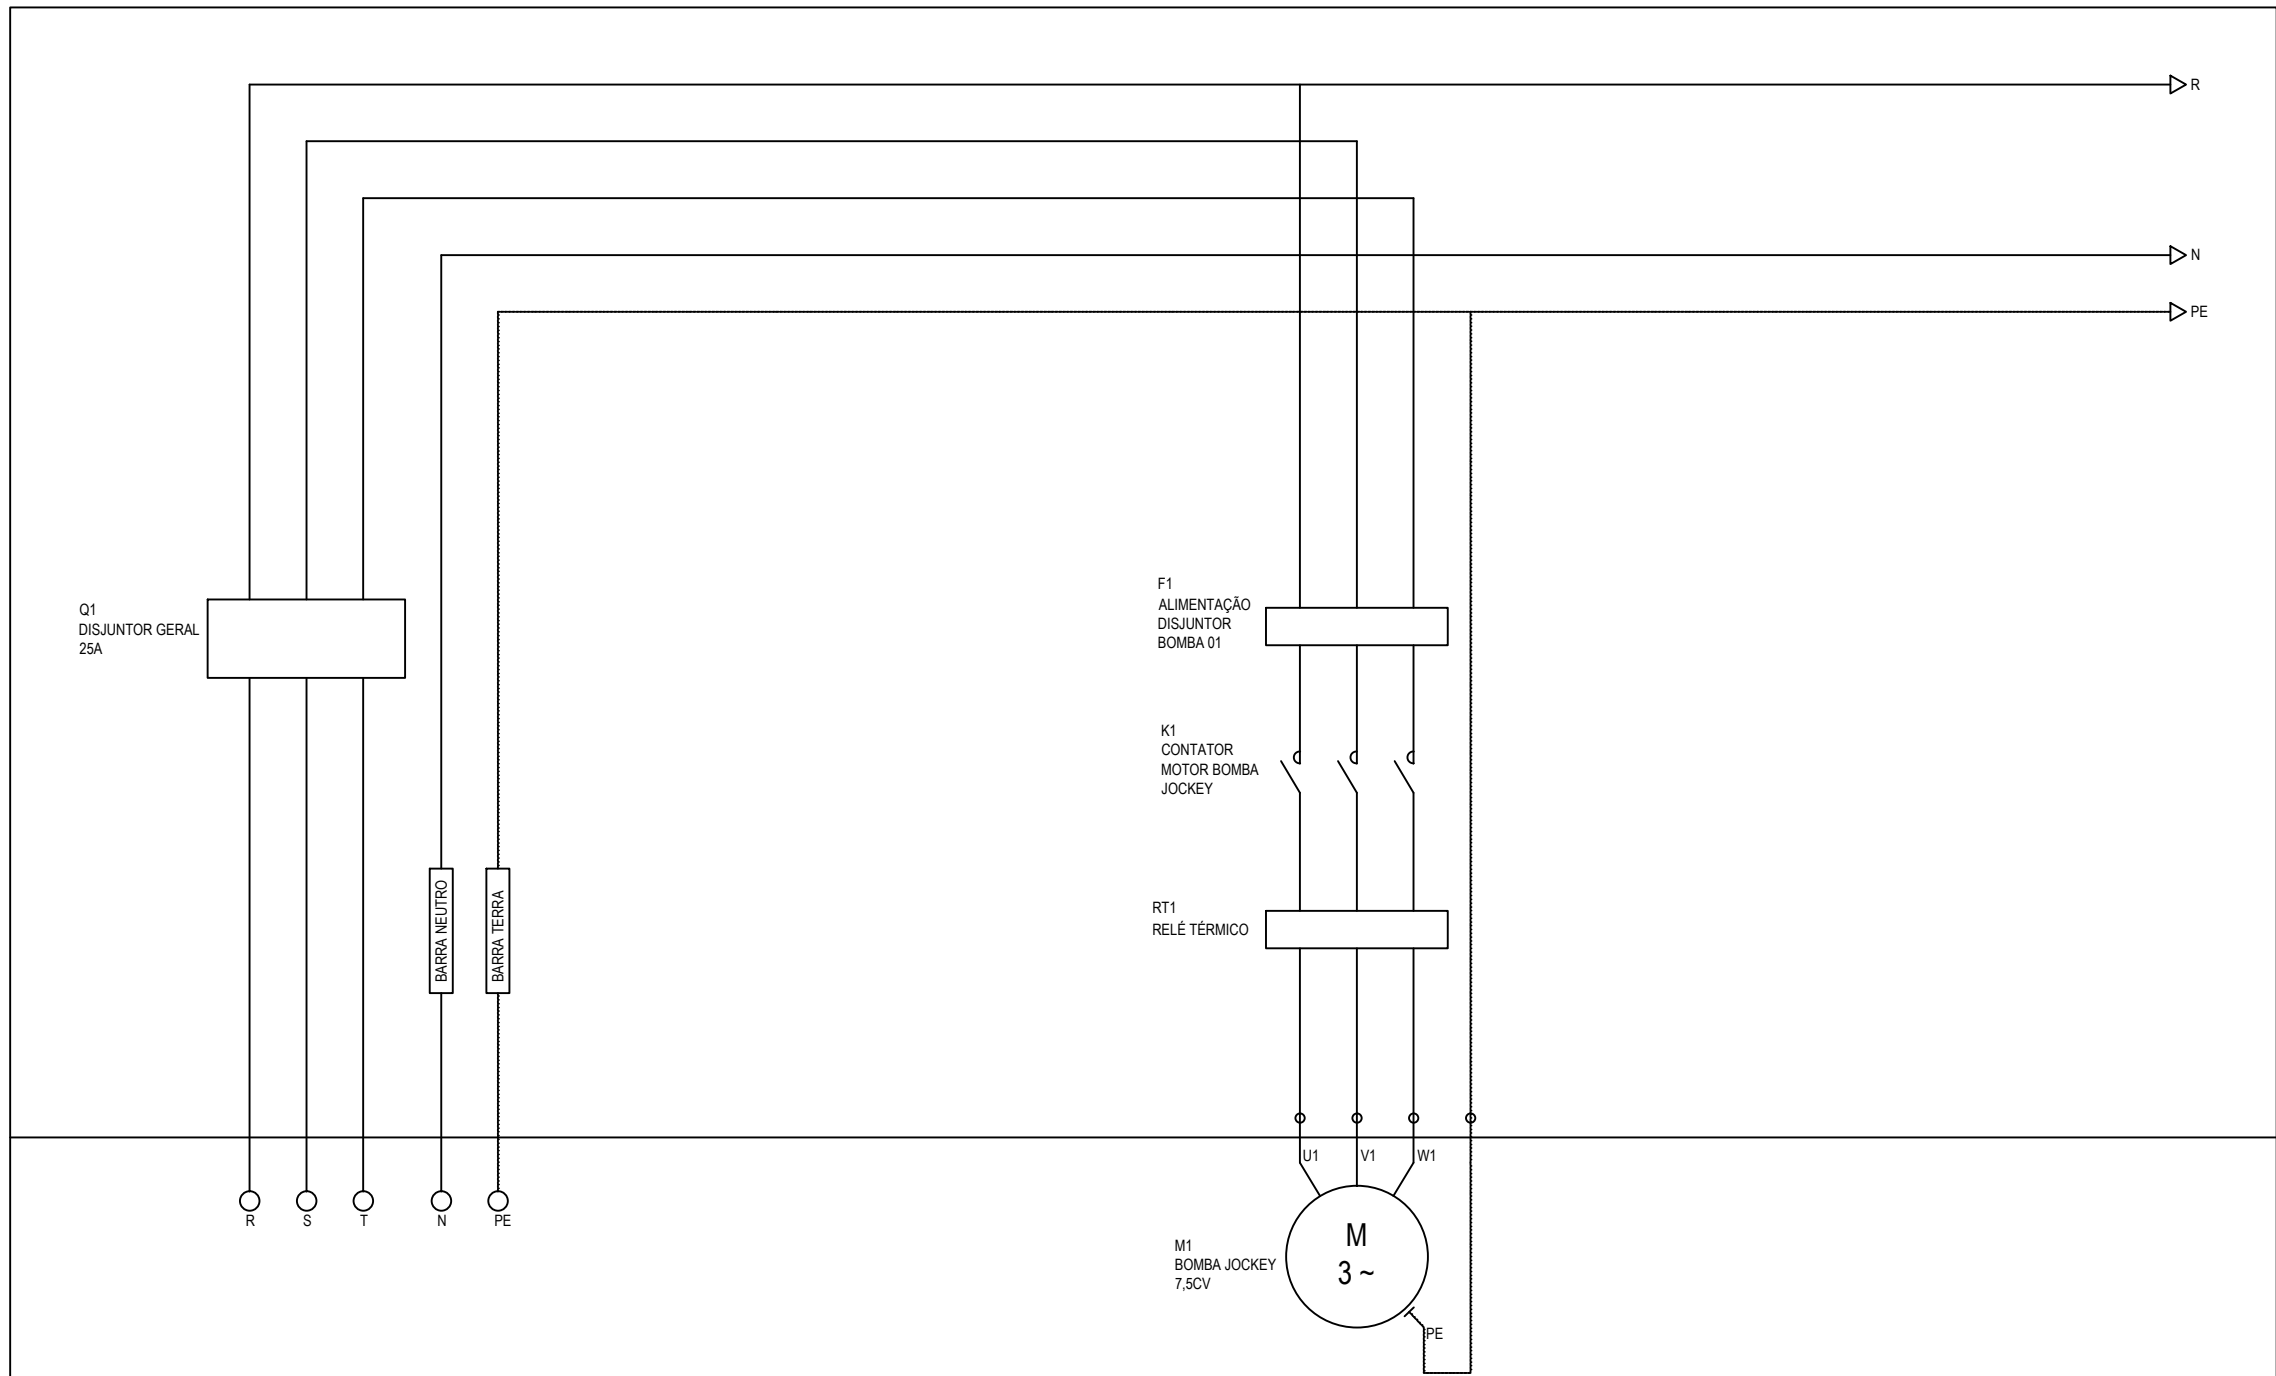 R
N
PE
F1
ALIMENTAÇÃO
DISJUNTOR
BOMBA 01
Q1
DISJUNTOR GERAL
25A
K1
CONTATOR
MOTOR BOMBA
JOCKEY
BARRA NEUTRO
BARRA TERRA
RT1
RELÉ TÉRMICO
U1
V1
W1
R
S
T
N
PE
M1
BOMBA JOCKEY
7,5CV
M
3 ~
PE